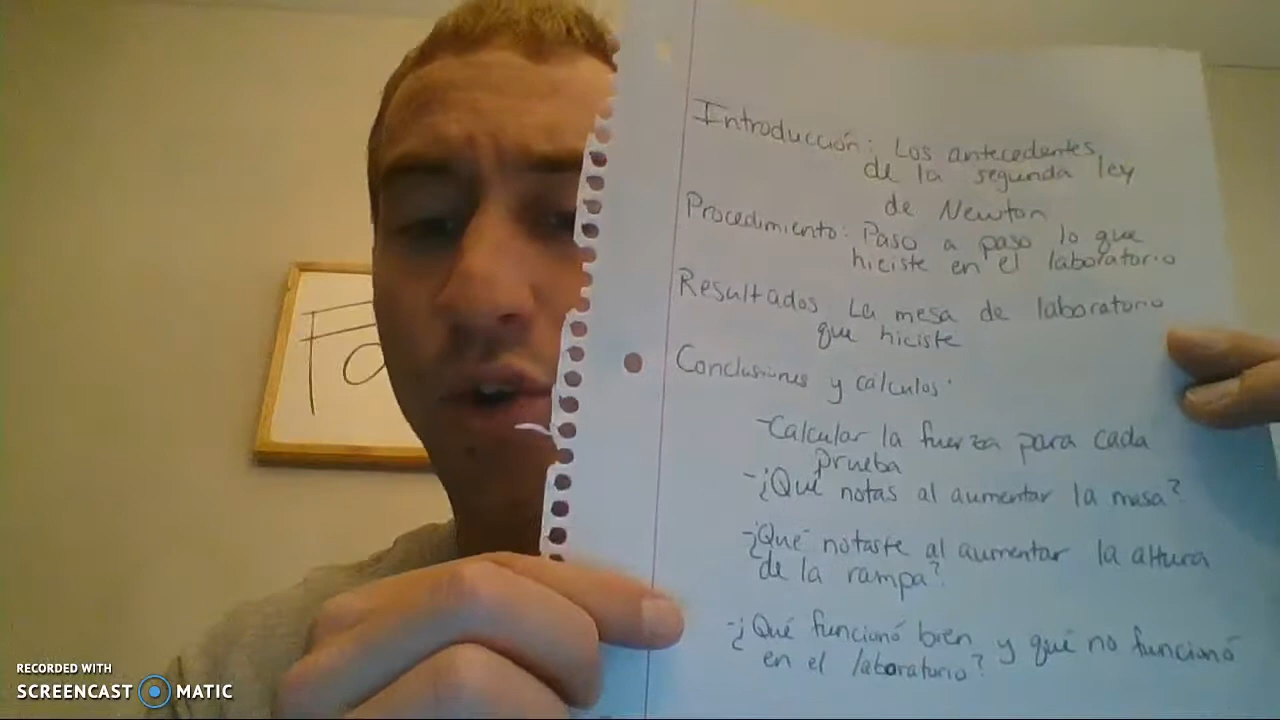 Introducción: Los antecedentes
de la segunda ley
de Newton
Procedimiento: Paso a paso lo que
hiciste en el laboratorio
Resultados La mesa de laboratorio
que hiciste
Conclusiones y cálculos:
-Calcular la fuerza para cada
prueba
-¿Qué notas al aumentar la masa?
-¿Qué notaste al aumentar la altura
de la rampa?
-¿Qué funcionó bien y qué no funcionó
en el laboratorio?
RECORDED WITH
SCREENCAST MATIC